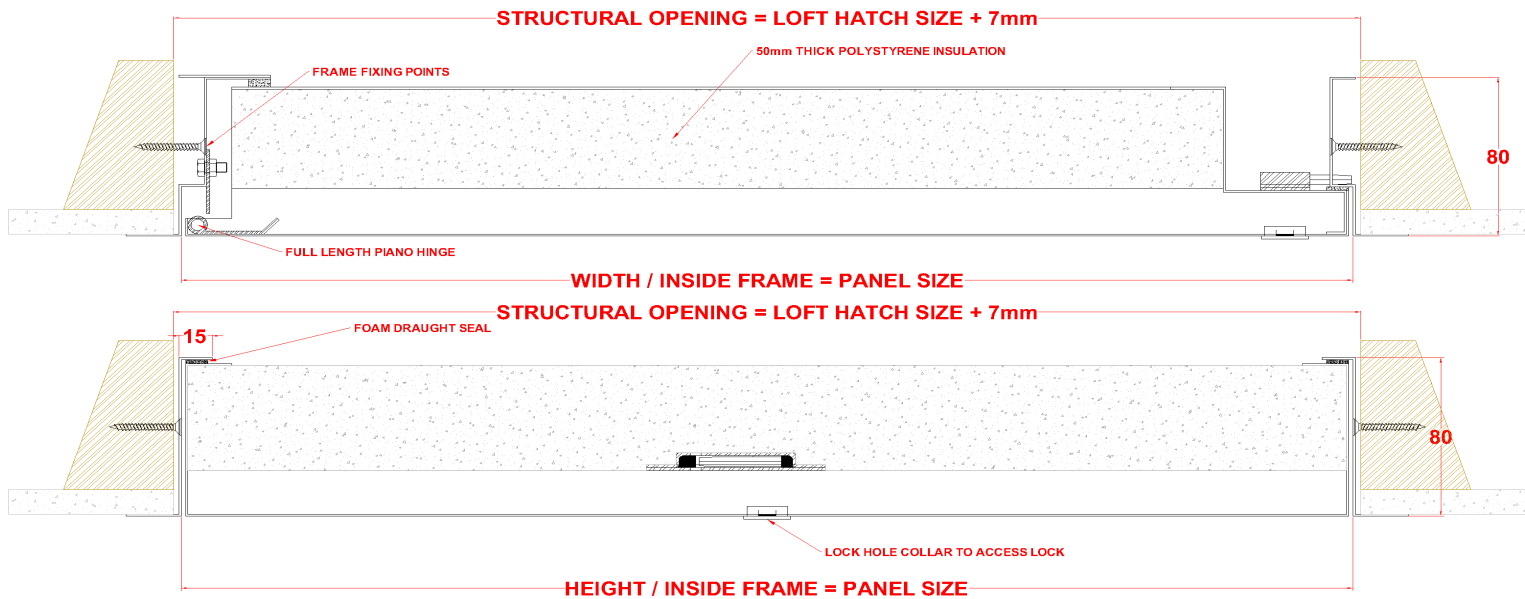 STRUCTURAL OPENING = LOFT HATCH SIZE + 7mm
50mm THICK POLYSTYRENE INSULATION
FRAME FIXING POINTS
80
FULL LENGTH PIANO HINGE
WIDTH / INSIDE FRAME = PANEL SIZE
STRUCTURAL OPENING = LOFT HATCH SIZE + 7mm
15
FOAM DRAUGHT SEAL
80
LOCK HOLE COLLAR TO ACCESS LOCK
HEIGHT / INSIDE FRAME = PANEL SIZE